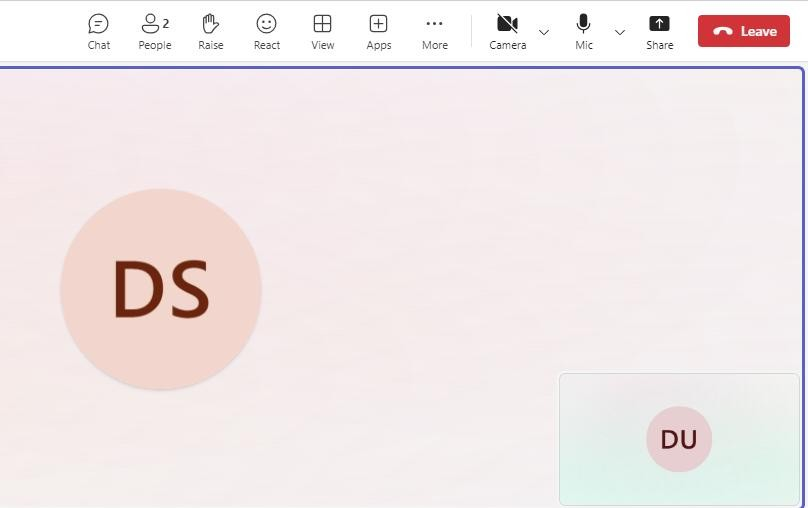 2
Chat People Raise React View Apps More Camera Mic Share Leave
DS
DU